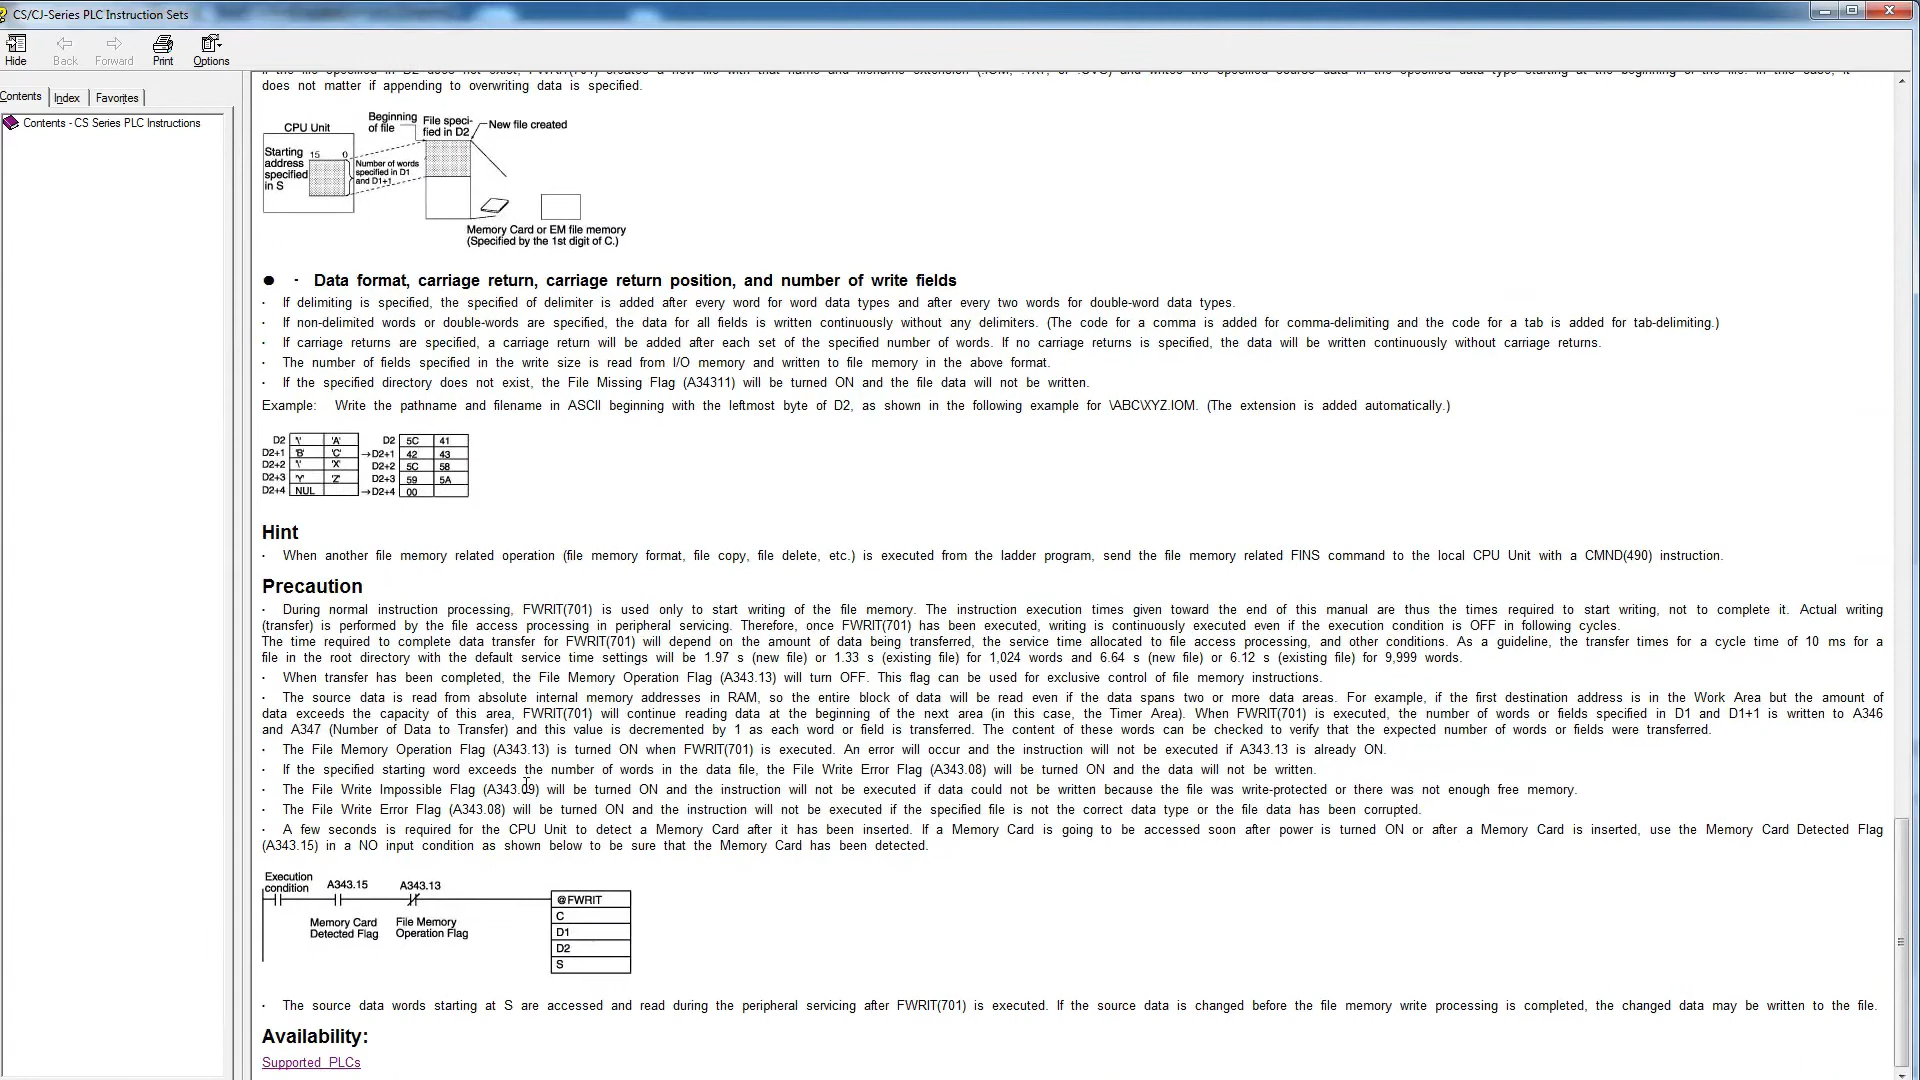 CS/CJ-Series PLC Instruction Sets
Hide Back Forward Print Options
Contents Index Favorites
Contents - CS Series PLC Instructions
does not matter if appending to overwriting data is specified.
CPU Unit
Beginning of file
File specified in D2
New file created
Starting address specified in S
15 0
Number of words specified in D1 and D1+1
Memory Card or EM file memory
(Specified by the 1st digit of C.)
● - Data format, carriage return, carriage return position, and number of write fields
· If delimiting is specified, the specified of delimiter is added after every word for word data types and after every two words for double-word data types.
· If non-delimited words or double-words are specified, the data for all fields is written continuously without any delimiters. (The code for a comma is added for comma-delimiting and the code for a tab is added for tab-delimiting.)
· If carriage returns are specified, a carriage return will be added after each set of the specified number of words. If no carriage returns is specified, the data will be written continuously without carriage returns.
· The number of fields specified in the write size is read from I/O memory and written to file memory in the above format.
· If the specified directory does not exist, the File Missing Flag (A34311) will be turned ON and the file data will not be written.
Example: Write the pathname and filename in ASCII beginning with the leftmost byte of D2, as shown in the following example for \ABC\XYZ.IOM. (The extension is added automatically.)
D2 '\' 'A' D2 5C 41
D2+1 'B' 'C' →D2+1 42 43
D2+2 '\' 'X' D2+2 5C 58
D2+3 'Y' 'Z' D2+3 59 5A
D2+4 NUL →D2+4 00
Hint
· When another file memory related operation (file memory format, file copy, file delete, etc.) is executed from the ladder program, send the file memory related FINS command to the local CPU Unit with a CMND(490) instruction.
Precaution
· During normal instruction processing, FWRIT(701) is used only to start writing of the file memory. The instruction execution times given toward the end of this manual are thus the times required to start writing, not to complete it. Actual writing
(transfer) is performed by the file access processing in peripheral servicing. Therefore, once FWRIT(701) has been executed, writing is continuously executed even if the execution condition is OFF in following cycles.
The time required to complete data transfer for FWRIT(701) will depend on the amount of data being transferred, the service time allocated to file access processing, and other conditions. As a guideline, the transfer times for a cycle time of 10 ms for a
file in the root directory with the default service time settings will be 1.97 s (new file) or 1.33 s (existing file) for 1,024 words and 6.64 s (new file) or 6.12 s (existing file) for 9,999 words.
· When transfer has been completed, the File Memory Operation Flag (A343.13) will turn OFF. This flag can be used for exclusive control of file memory instructions.
· The source data is read from absolute internal memory addresses in RAM, so the entire block of data will be read even if the data spans two or more data areas. For example, if the first destination address is in the Work Area but the amount of
data exceeds the capacity of this area, FWRIT(701) will continue reading data at the beginning of the next area (in this case, the Timer Area). When FWRIT(701) is executed, the number of words or fields specified in D1 and D1+1 is written to A346
and A347 (Number of Data to Transfer) and this value is decremented by 1 as each word or field is transferred. The content of these words can be checked to verify that the expected number of words or fields were transferred.
· The File Memory Operation Flag (A343.13) is turned ON when FWRIT(701) is executed. An error will occur and the instruction will not be executed if A343.13 is already ON.
· If the specified starting word exceeds the number of words in the data file, the File Write Error Flag (A343.08) will be turned ON and the data will not be written.
· The File Write Impossible Flag (A343.09) will be turned ON and the instruction will not be executed if data could not be written because the file was write-protected or there was not enough free memory.
· The File Write Error Flag (A343.08) will be turned ON and the instruction will not be executed if the specified file is not the correct data type or the file data has been corrupted.
· A few seconds is required for the CPU Unit to detect a Memory Card after it has been inserted. If a Memory Card is going to be accessed soon after power is turned ON or after a Memory Card is inserted, use the Memory Card Detected Flag
(A343.15) in a NO input condition as shown below to be sure that the Memory Card has been detected.
Execution condition
A343.15
A343.13
Memory Card Detected Flag
File Memory Operation Flag
@FWRIT
C
D1
D2
S
· The source data words starting at S are accessed and read during the peripheral servicing after FWRIT(701) is executed. If the source data is changed before the file memory write processing is completed, the changed data may be written to the file.
Availability:
Supported PLCs